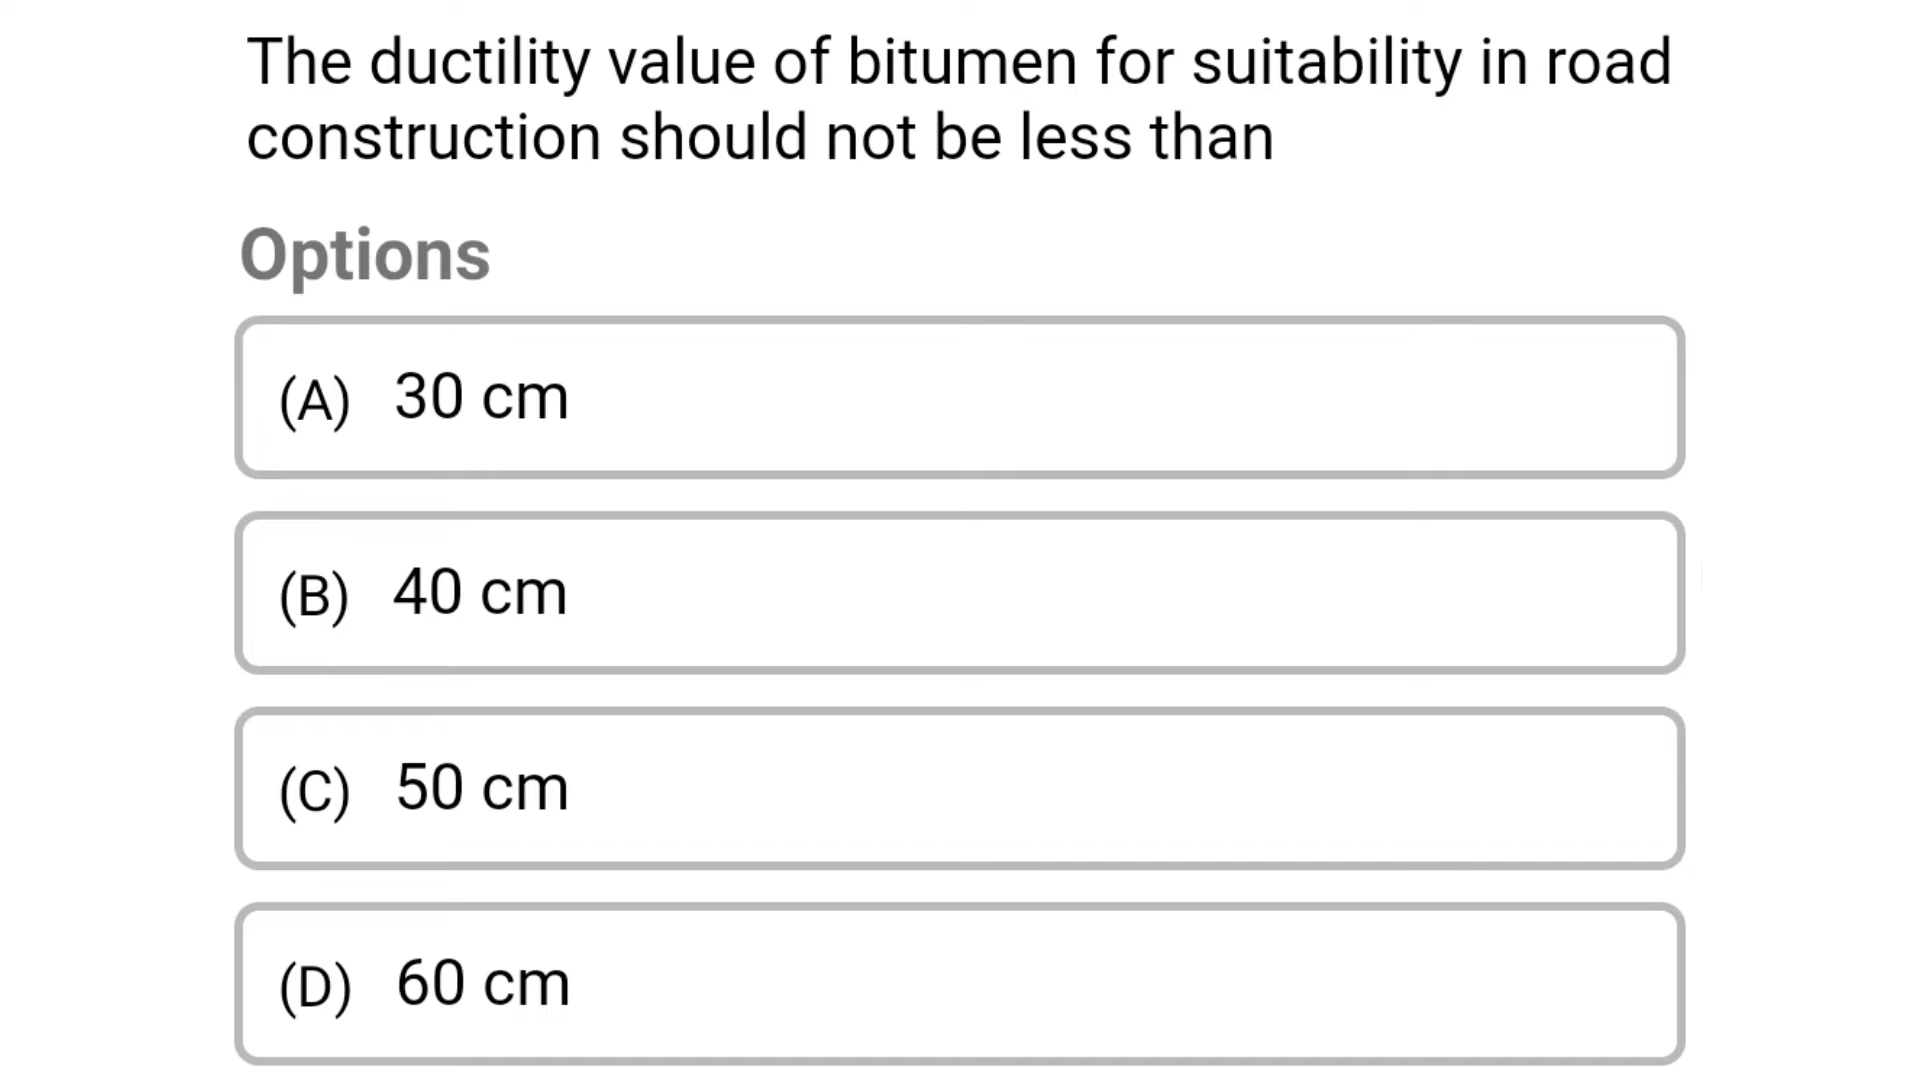 The ductility value of bitumen for suitability in road
construction should not be less than
Options
(A) 30 cm
(B) 40 cm
(C) 50 cm
(D) 60 cm